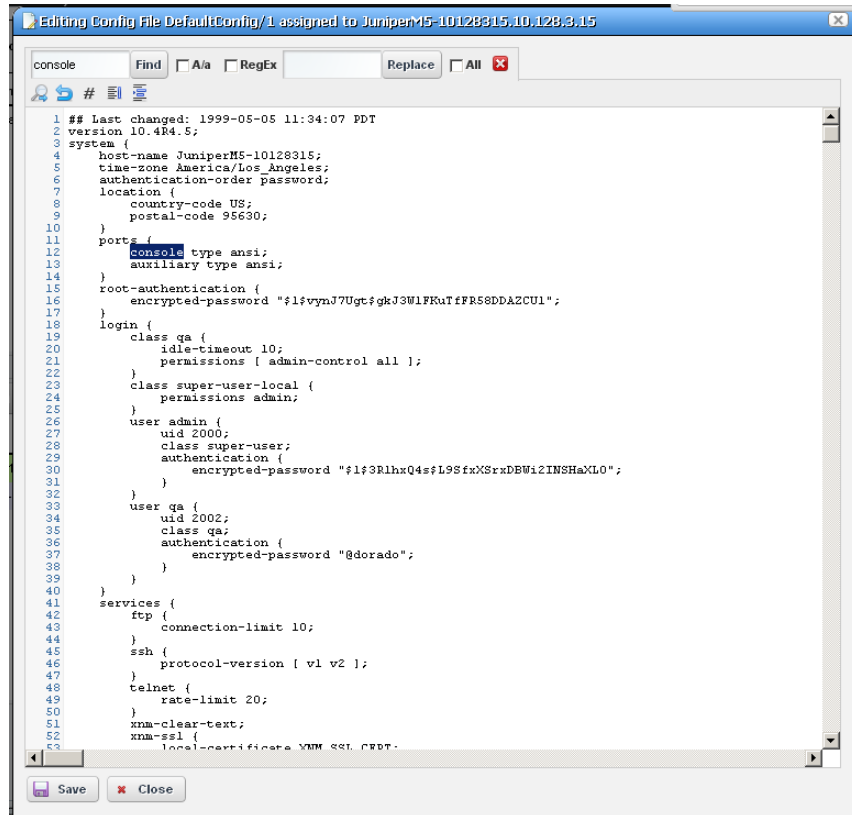 Editing Config File DefaultConfig/1 assigned to JuniperM5-10128315.10.128.3.15
console Find A/a RegEx Replace All
#
1 ## Last changed: 1999-05-05 11:34:07 PDT
2 version 10.4R4.5;
3 system {
4 host-name JuniperM5-10128315;
5 time-zone America/Los_Angeles;
6 authentication-order password;
7 location {
8 country-code US;
9 postal-code 95630;
10 }
11 ports {
12 console type ansi;
13 auxiliary type ansi;
14 }
15 root-authentication {
16 encrypted-password "$1$vynJ7Ugt$gkJ3W1FKuTfFR58DDAZCU1";
17 }
18 login {
19 class qa {
20 idle-timeout 10;
21 permissions [ admin-control all ];
22 }
23 class super-user-local {
24 permissions admin;
25 }
26 user admin {
27 uid 2000;
28 class super-user;
29 authentication {
30 encrypted-password "$1$3RlhxQ4s$L9SfxXSrxDBWi2INSHaXL0";
31 }
32 }
33 user qa {
34 uid 2002;
35 class qa;
36 authentication {
37 encrypted-password "@dorado";
38 }
39 }
40 }
41 services {
42 ftp {
43 connection-limit 10;
44 }
45 ssh {
46 protocol-version [ v1 v2 ];
47 }
48 telnet {
49 rate-limit 20;
50 }
51 xnm-clear-text;
52 xnm-ssl {
53 local-certificate XNM_SSL_CERT;
Save Close